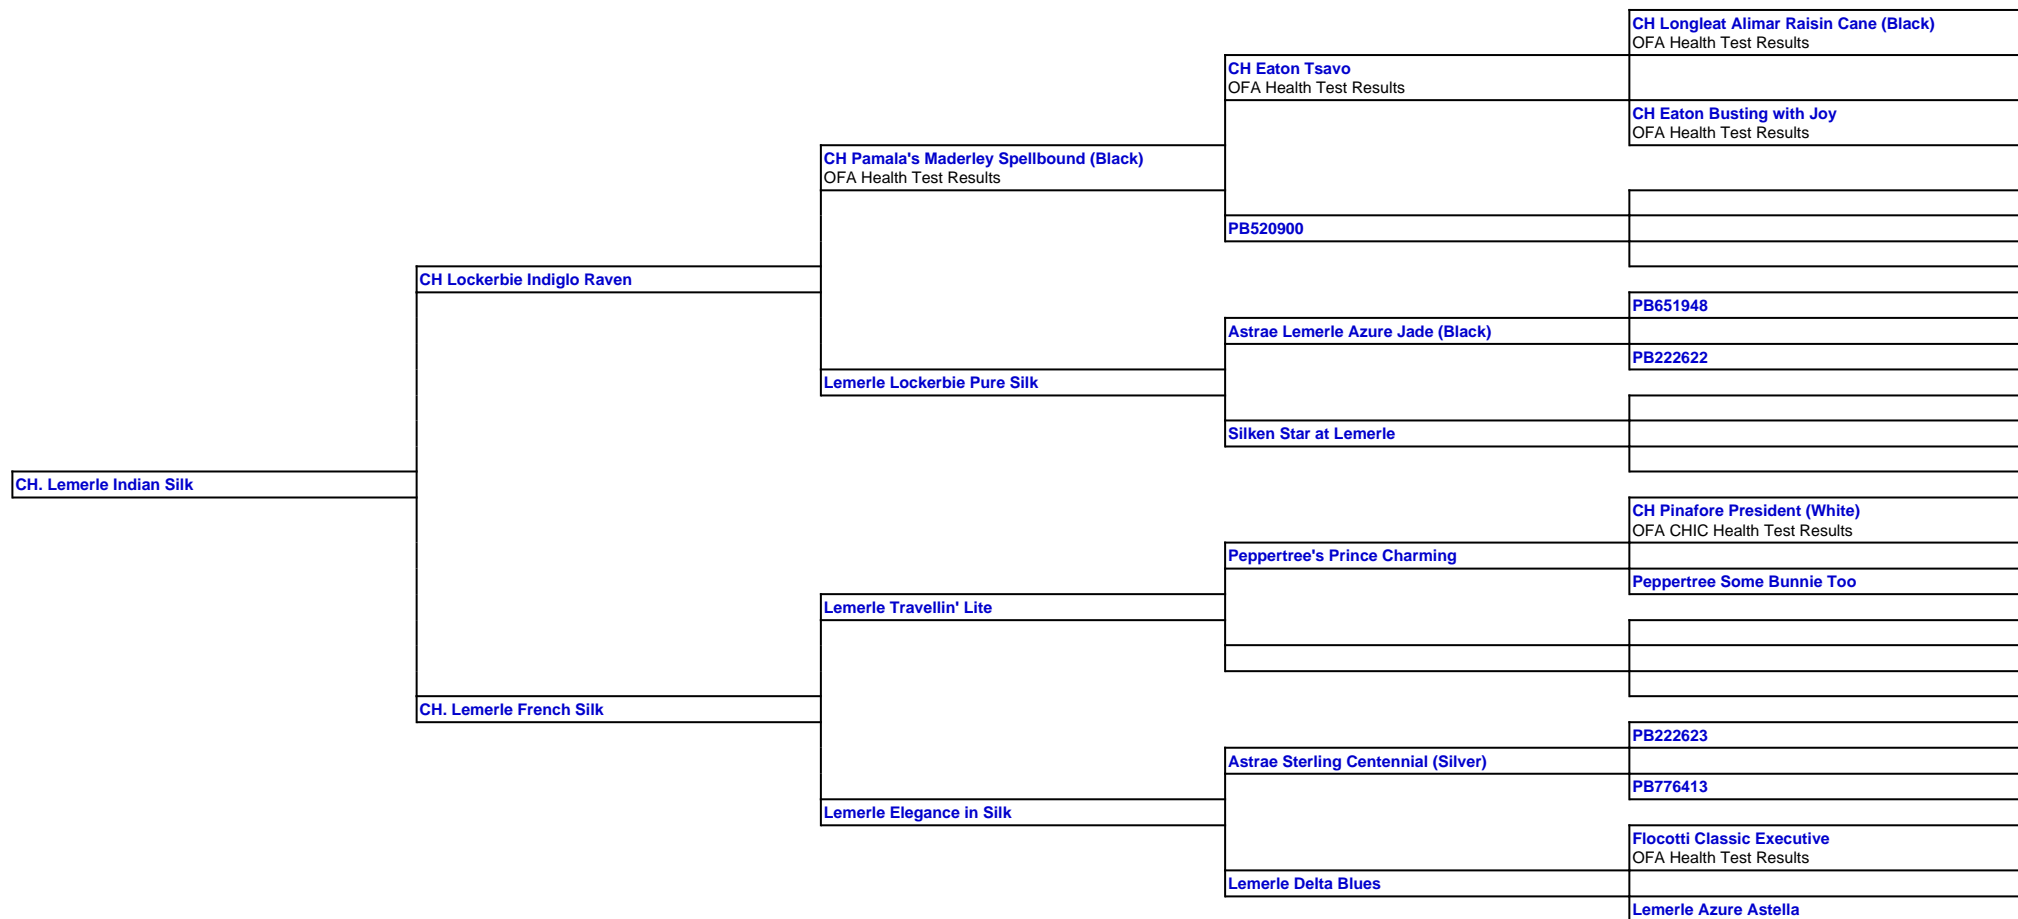 CH Longleat Alimar Raisin Cane (Black)
OFA Health Test Results
CH Eaton Tsavo
OFA Health Test Results
CH Eaton Busting with Joy
OFA Health Test Results
CH Pamala's Maderley Spellbound (Black)
OFA Health Test Results
PB520900
CH Lockerbie Indiglo Raven
PB651948
Astrae Lemerle Azure Jade (Black)
PB222622
Lemerle Lockerbie Pure Silk
Silken Star at Lemerle
CH. Lemerle Indian Silk
CH Pinafore President (White)
OFA CHIC Health Test Results
Peppertree's Prince Charming
Peppertree Some Bunnie Too
Lemerle Travellin' Lite
CH. Lemerle French Silk
PB222623
Astrae Sterling Centennial (Silver)
PB776413
Lemerle Elegance in Silk
Flocotti Classic Executive
OFA Health Test Results
Lemerle Delta Blues
Lemerle Azure Astella